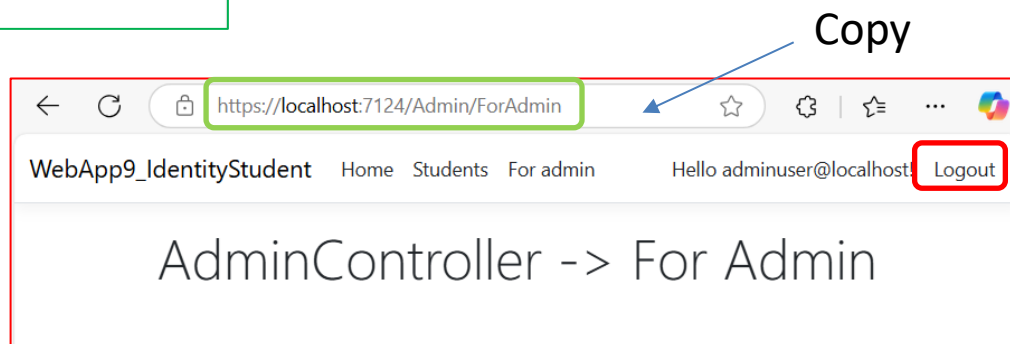 Copy
https://localhost:7124/Admin/ForAdmin
WebApp9_IdentityStudent Home Students For admin Hello adminuser@localhost! Logout
AdminController -> For Admin